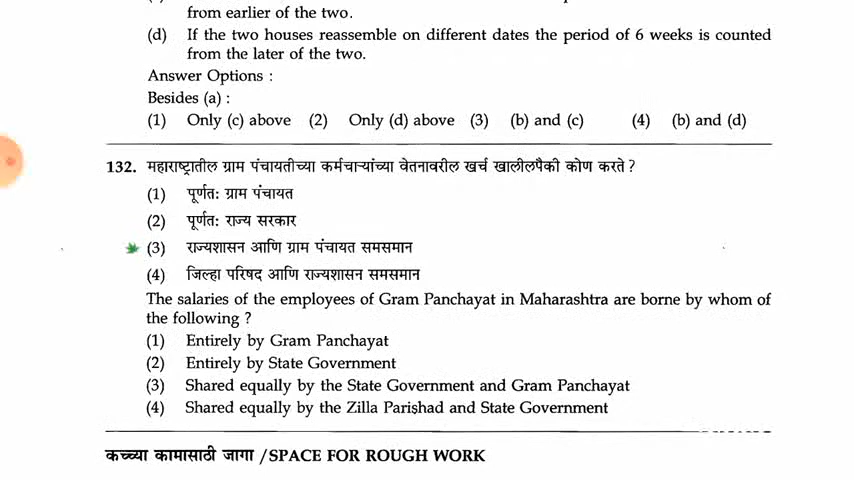 from earlier of the two.
(d) If the two houses reassemble on different dates the period of 6 weeks is counted
from the later of the two.
Answer Options :
Besides (a) :
(1) Only (c) above (2) Only (d) above (3) (b) and (c) (4) (b) and (d)
132. महाराष्ट्रातील ग्राम पंचायतीच्या कर्मचाऱ्यांच्या वेतनावरील खर्च खालीलपैकी कोण करते ?
(1) पूर्णतः ग्राम पंचायत
(2) पूर्णतः राज्य सरकार
(3) राज्यशासन आणि ग्राम पंचायत समसमान
(4) जिल्हा परिषद आणि राज्यशासन समसमान
The salaries of the employees of Gram Panchayat in Maharashtra are borne by whom of
the following ?
(1) Entirely by Gram Panchayat
(2) Entirely by State Government
(3) Shared equally by the State Government and Gram Panchayat
(4) Shared equally by the Zilla Parishad and State Government
कच्च्या कामासाठी जागा /SPACE FOR ROUGH WORK